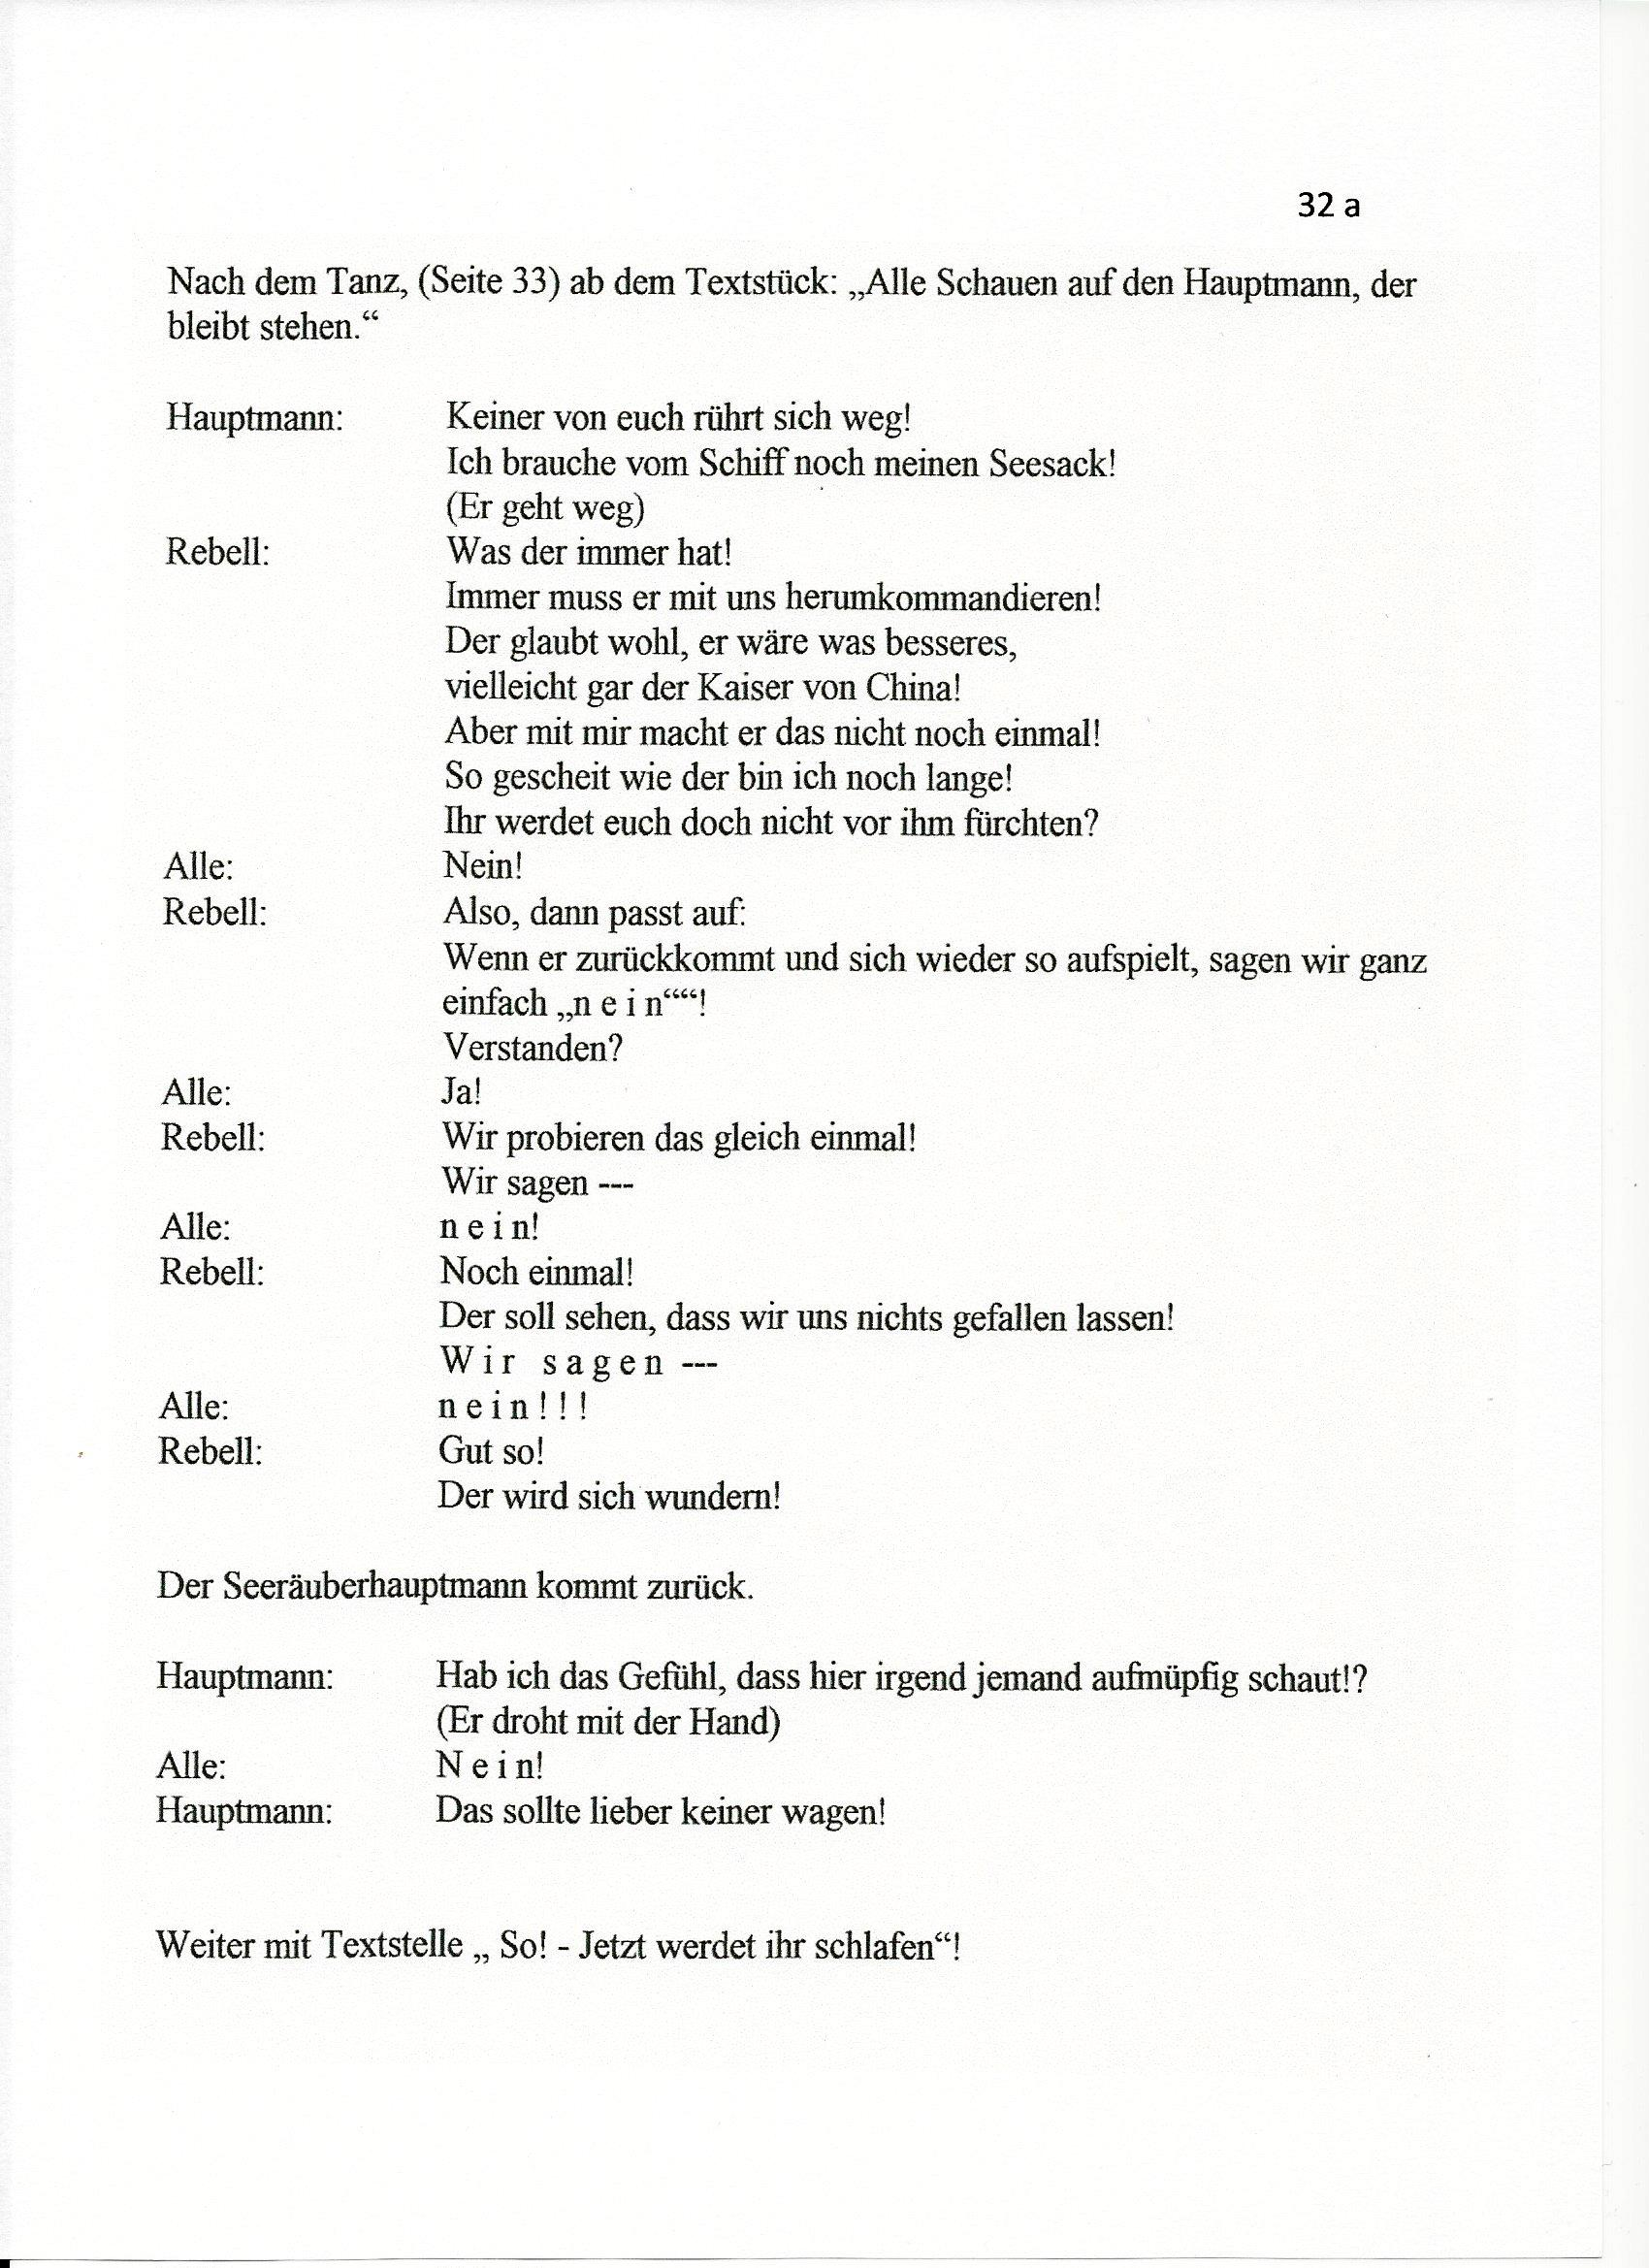 32 a
Nach dem Tanz, (Seite 33) ab dem Textstück: „Alle Schauen auf den Hauptmann, der
bleibt stehen.“
Hauptmann: Keiner von euch rührt sich weg!
Ich brauche vom Schiff noch meinen Seesack!
(Er geht weg)
Rebell: Was der immer hat!
Immer muss er mit uns herumkommandieren!
Der glaubt wohl, er wäre was besseres,
vielleicht gar der Kaiser von China!
Aber mit mir macht er das nicht noch einmal!
So gescheit wie der bin ich noch lange!
Ihr werdet euch doch nicht vor ihm fürchten?
Alle: Nein!
Rebell: Also, dann passt auf:
Wenn er zurückkommt und sich wieder so aufspielt, sagen wir ganz
einfach „n e i n““!
Verstanden?
Alle: Ja!
Rebell: Wir probieren das gleich einmal!
Wir sagen ---
Alle: n e i n!
Rebell: Noch einmal!
Der soll sehen, dass wir uns nichts gefallen lassen!
W i r s a g e n ---
Alle: n e i n ! ! !
Rebell: Gut so!
Der wird sich wundern!
Der Seeräuberhauptmann kommt zurück.
Hauptmann: Hab ich das Gefühl, dass hier irgend jemand aufmüpfig schaut!?
(Er droht mit der Hand)
Alle: N e i n!
Hauptmann: Das sollte lieber keiner wagen!
Weiter mit Textstelle „ So! - Jetzt werdet ihr schlafen“!